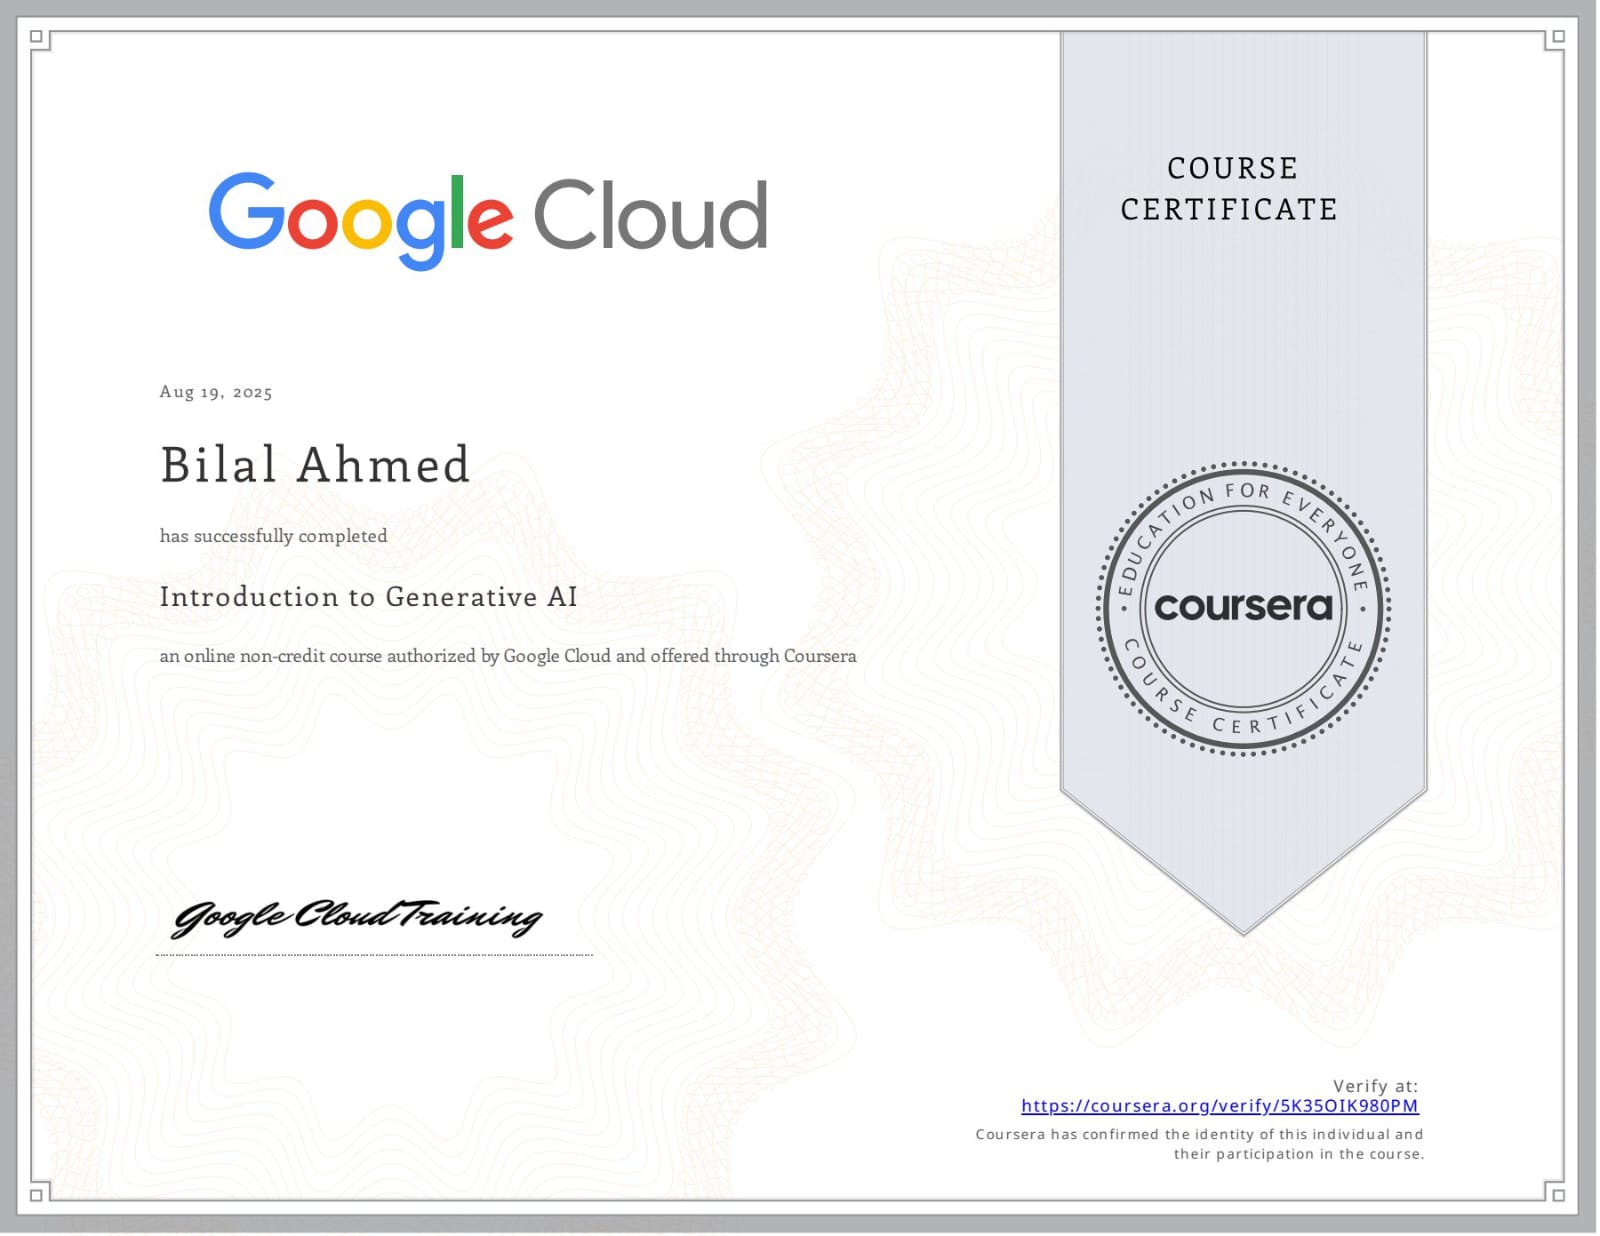 Google Cloud
COURSE
CERTIFICATE
Aug 19, 2025
Bilal Ahmed
has successfully completed
Introduction to Generative AI
an online non-credit course authorized by Google Cloud and offered through Coursera
EDUCATION FOR EVERYONE
coursera
COURSE CERTIFICATE
Google Cloud Training
Verify at:
https://coursera.org/verify/5K35OIK980PM
Coursera has confirmed the identity of this individual and
their participation in the course.